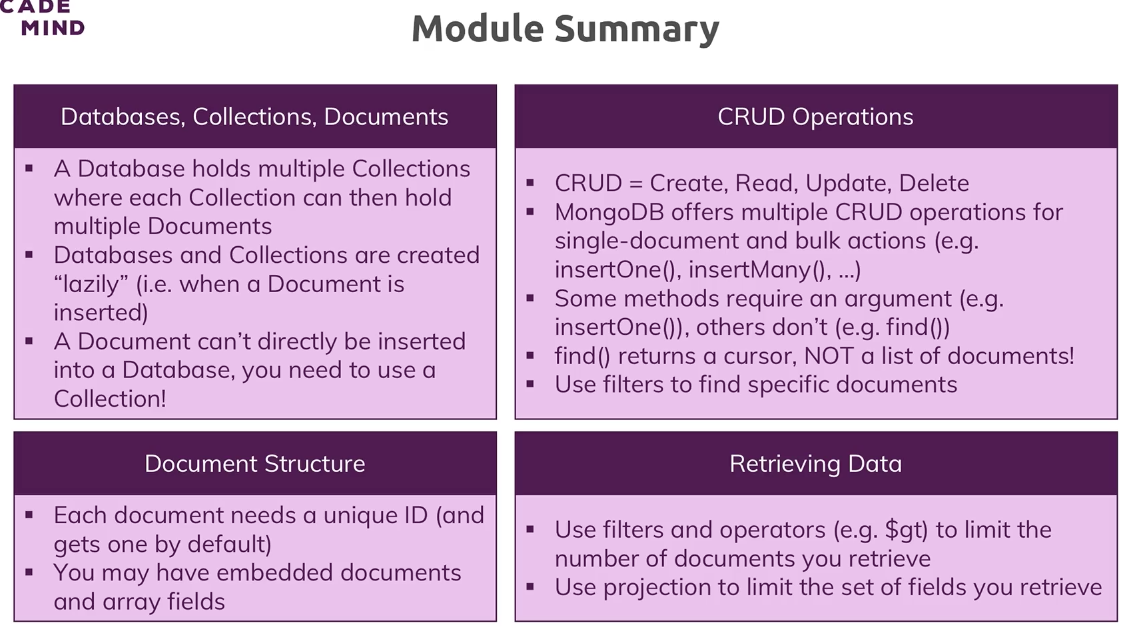 CADE
MIND
Module Summary
Databases, Collections, Documents
▪ A Database holds multiple Collections
where each Collection can then hold
multiple Documents
▪ Databases and Collections are created
“lazily” (i.e. when a Document is
inserted)
▪ A Document can’t directly be inserted
into a Database, you need to use a
Collection!
CRUD Operations
▪ CRUD = Create, Read, Update, Delete
▪ MongoDB offers multiple CRUD operations for
single-document and bulk actions (e.g.
insertOne(), insertMany(), ...)
▪ Some methods require an argument (e.g.
insertOne()), others don’t (e.g. find())
▪ find() returns a cursor, NOT a list of documents!
▪ Use filters to find specific documents
Document Structure
▪ Each document needs a unique ID (and
gets one by default)
▪ You may have embedded documents
and array fields
Retrieving Data
▪ Use filters and operators (e.g. $gt) to limit the
number of documents you retrieve
▪ Use projection to limit the set of fields you retrieve